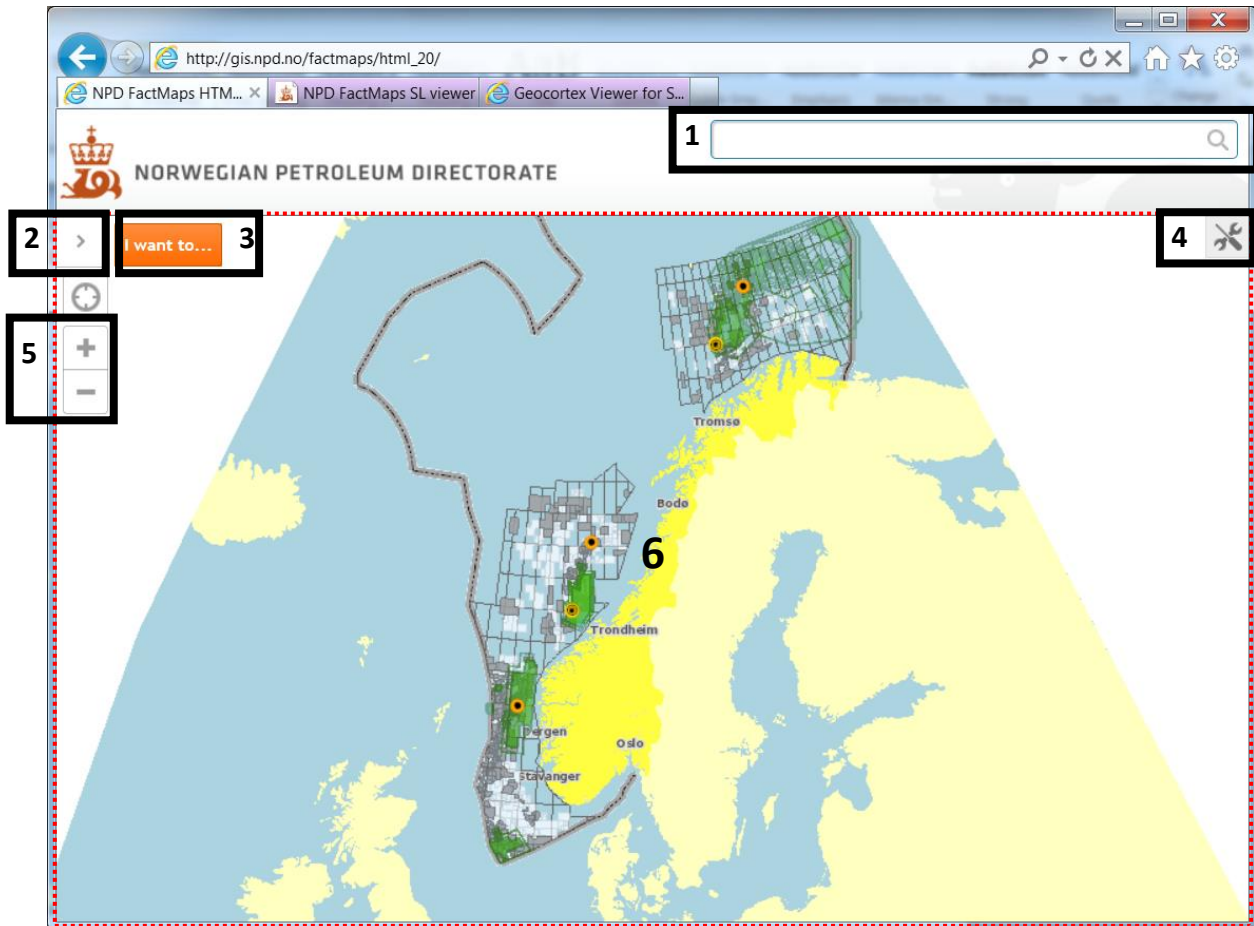 http://gis.npd.no/factmaps/html_20/
NPD FactMaps HTM... NPD FactMaps SL viewer Geocortex Viewer for S...
1
NORWEGIAN PETROLEUM DIRECTORATE
2
I want to...
3
4
5
Tromsø
Bodø
6
Trondheim
Bergen
Oslo
Stavanger